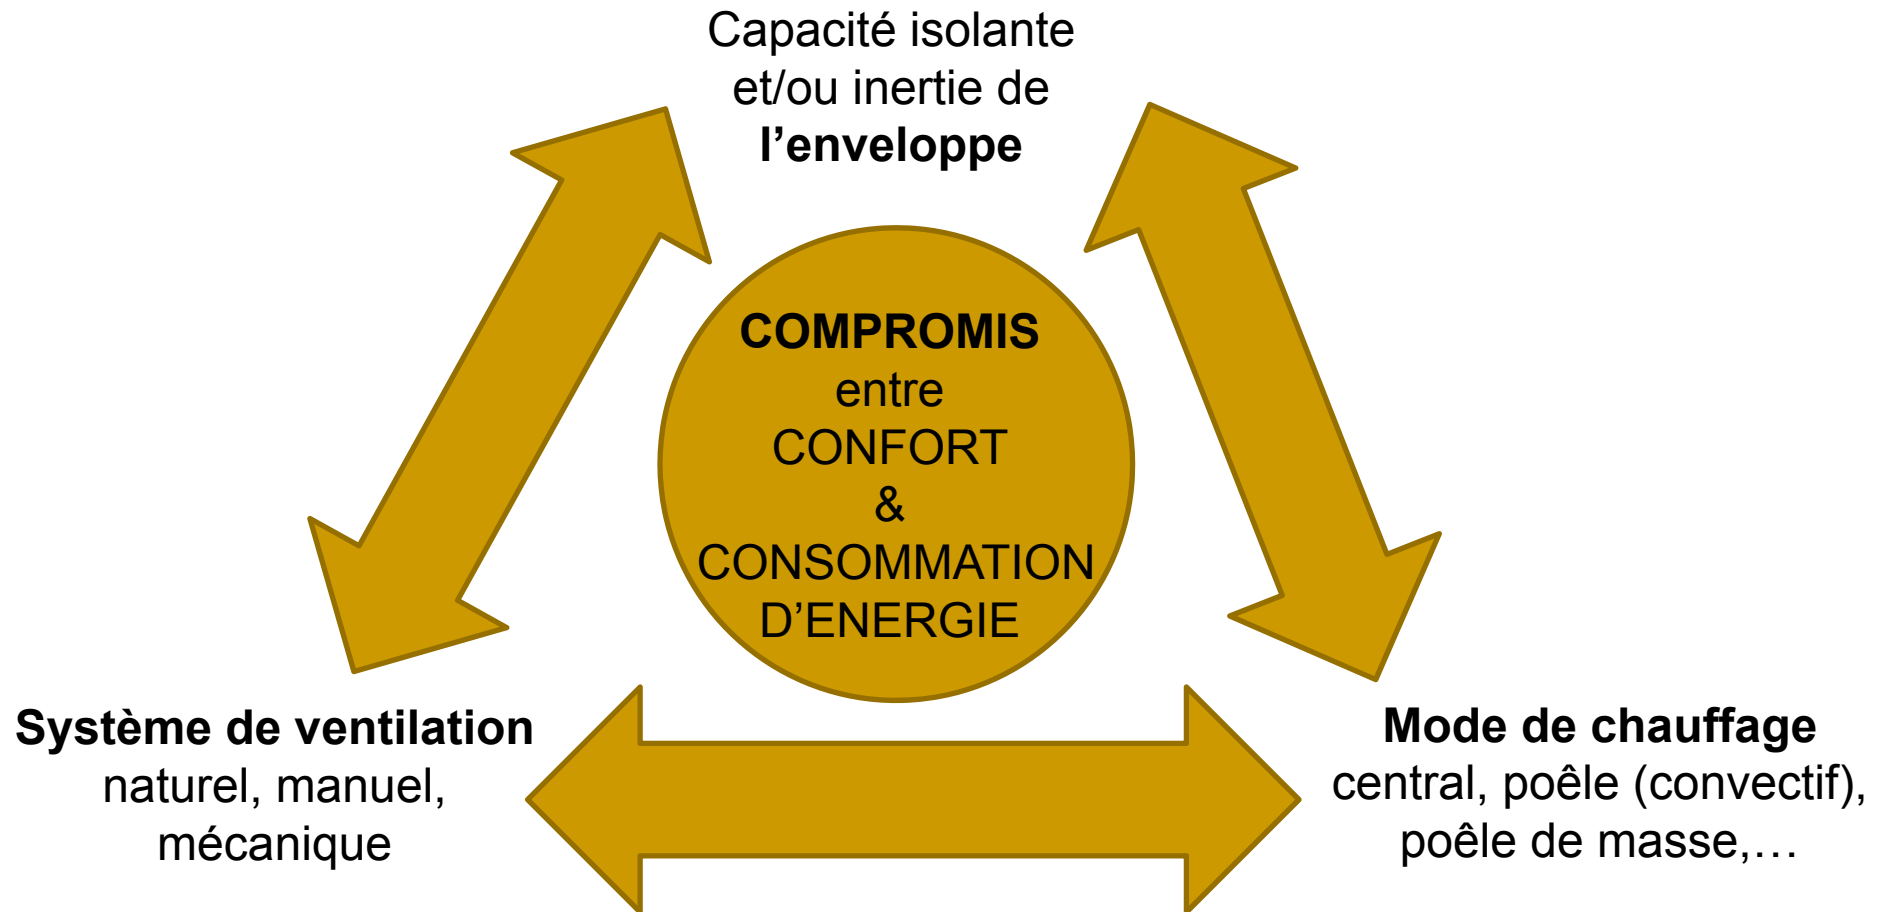 Capacité isolante
et/ou inertie de
l’enveloppe
COMPROMIS
entre
CONFORT
&
CONSOMMATION
D’ENERGIE
Système de ventilation
naturel, manuel,
mécanique
Mode de chauffage
central, poêle (convectif),
poêle de masse,…